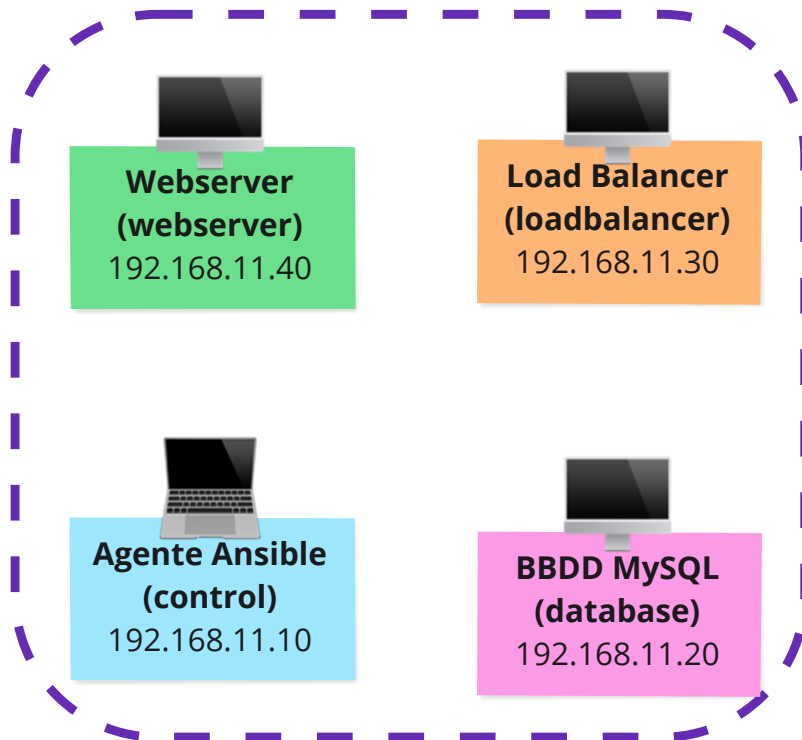 Webserver
(webserver)
192.168.11.40
Load Balancer
(loadbalancer)
192.168.11.30
Agente Ansible
(control)
192.168.11.10
BBDD MySQL
(database)
192.168.11.20